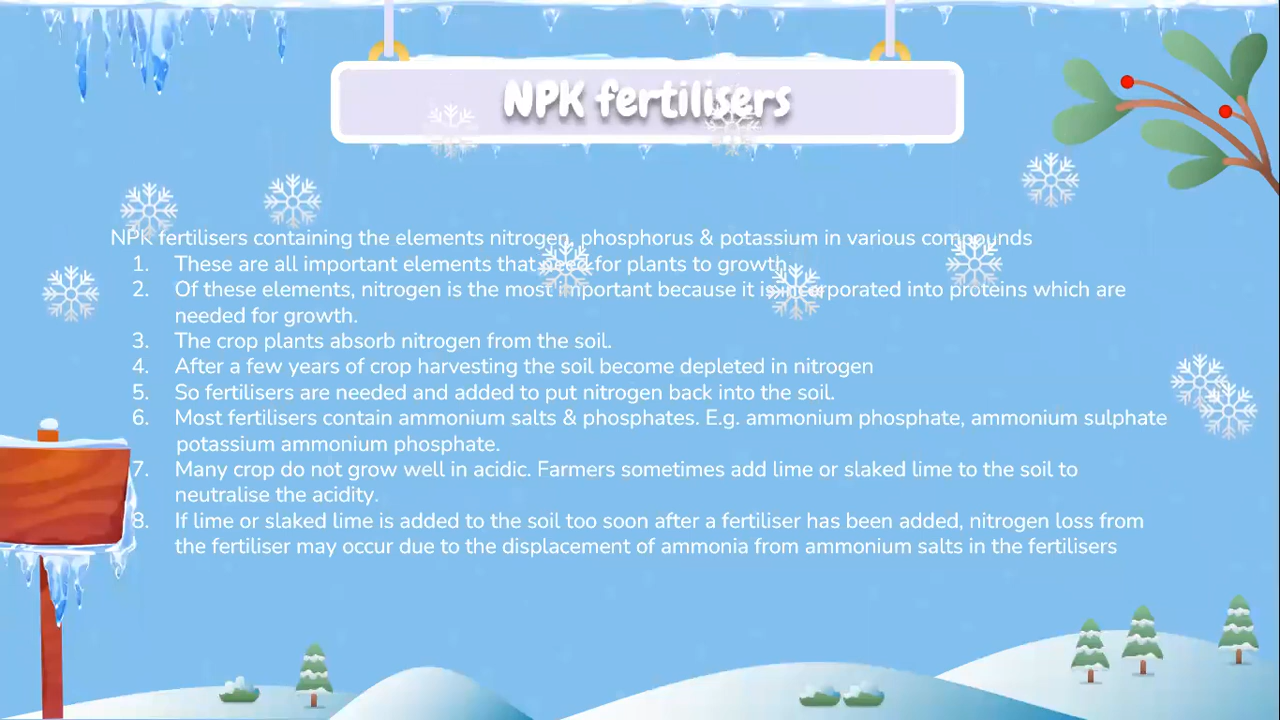 NPK fertilisers
NPK fertilisers containing the elements nitrogen, phosphorus & potassium in various compounds
1. These are all important elements that need for plants to growth.
2. Of these elements, nitrogen is the most important because it is incorporated into proteins which are
needed for growth.
3. The crop plants absorb nitrogen from the soil.
4. After a few years of crop harvesting the soil become depleted in nitrogen
5. So fertilisers are needed and added to put nitrogen back into the soil.
6. Most fertilisers contain ammonium salts & phosphates. E.g. ammonium phosphate, ammonium sulphate
potassium ammonium phosphate.
7. Many crop do not grow well in acidic. Farmers sometimes add lime or slaked lime to the soil to
neutralise the acidity.
8. If lime or slaked lime is added to the soil too soon after a fertiliser has been added, nitrogen loss from
the fertiliser may occur due to the displacement of ammonia from ammonium salts in the fertilisers